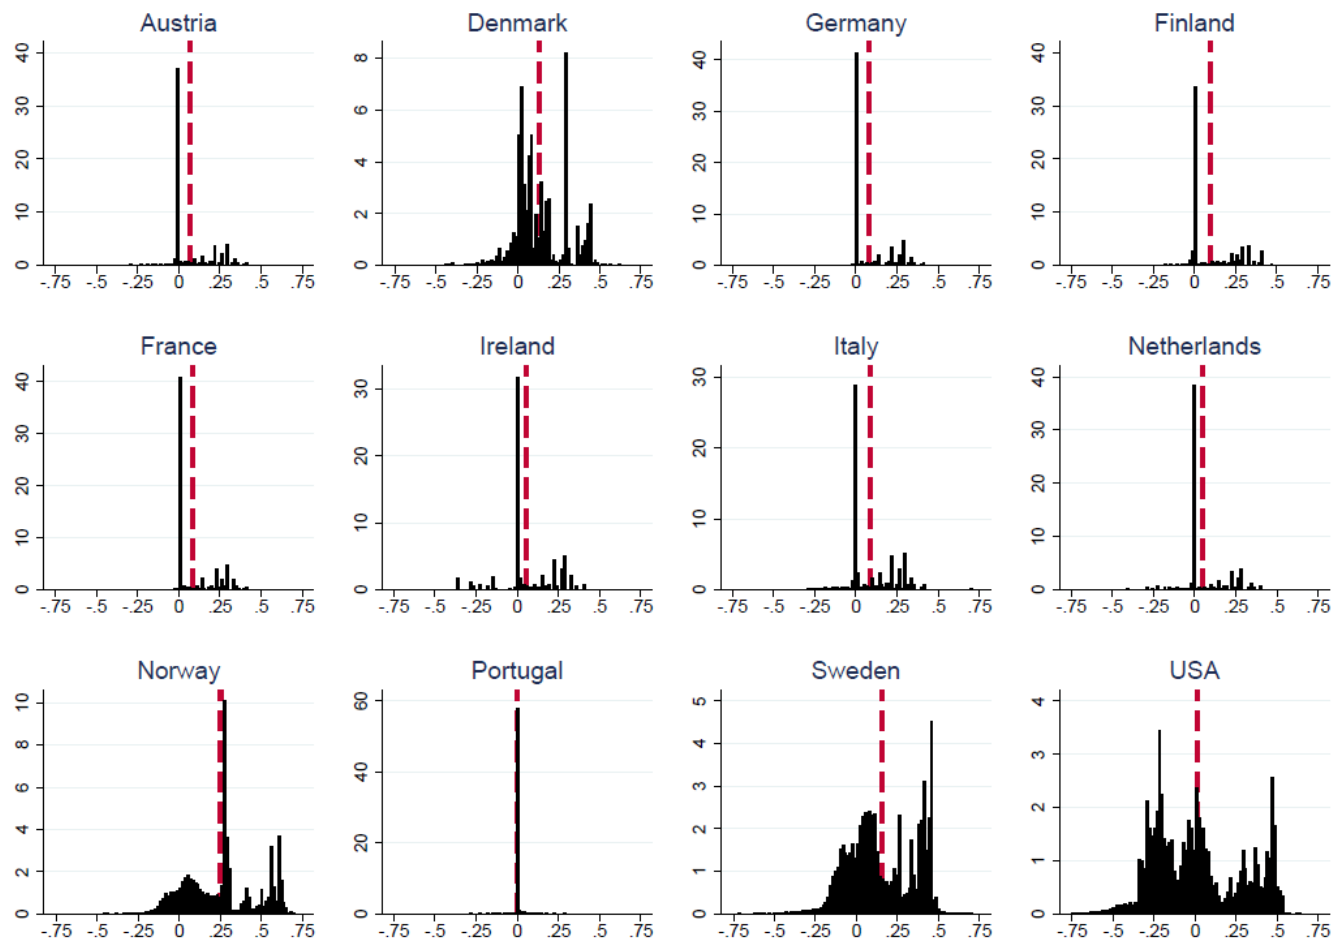 Austria Denmark Germany Finland
40 8 40 40
30 6 30 30
20 4 20 20
10 2 10 10
0 0 0 0
-.75 -.5 -.25 0 .25 .5 .75 -.75 -.5 -.25 0 .25 .5 .75 -.75 -.5 -.25 0 .25 .5 .75 -.75 -.5 -.25 0 .25 .5 .75
France Ireland Italy Netherlands
40 30 30 40
30 20 20 30
20 10 10 20
10 0 0 10
0 0
-.75 -.5 -.25 0 .25 .5 .75 -.75 -.5 -.25 0 .25 .5 .75 -.75 -.5 -.25 0 .25 .5 .75 -.75 -.5 -.25 0 .25 .5 .75
Norway Portugal Sweden USA
10 60 5 4
8 40 4 3
6 20 3 2
4 0 2 1
2 1 0
0 0
-.75 -.5 -.25 0 .25 .5 .75 -.75 -.5 -.25 0 .25 .5 .75 -.75 -.5 -.25 0 .25 .5 .75 -.75 -.5 -.25 0 .25 .5 .75